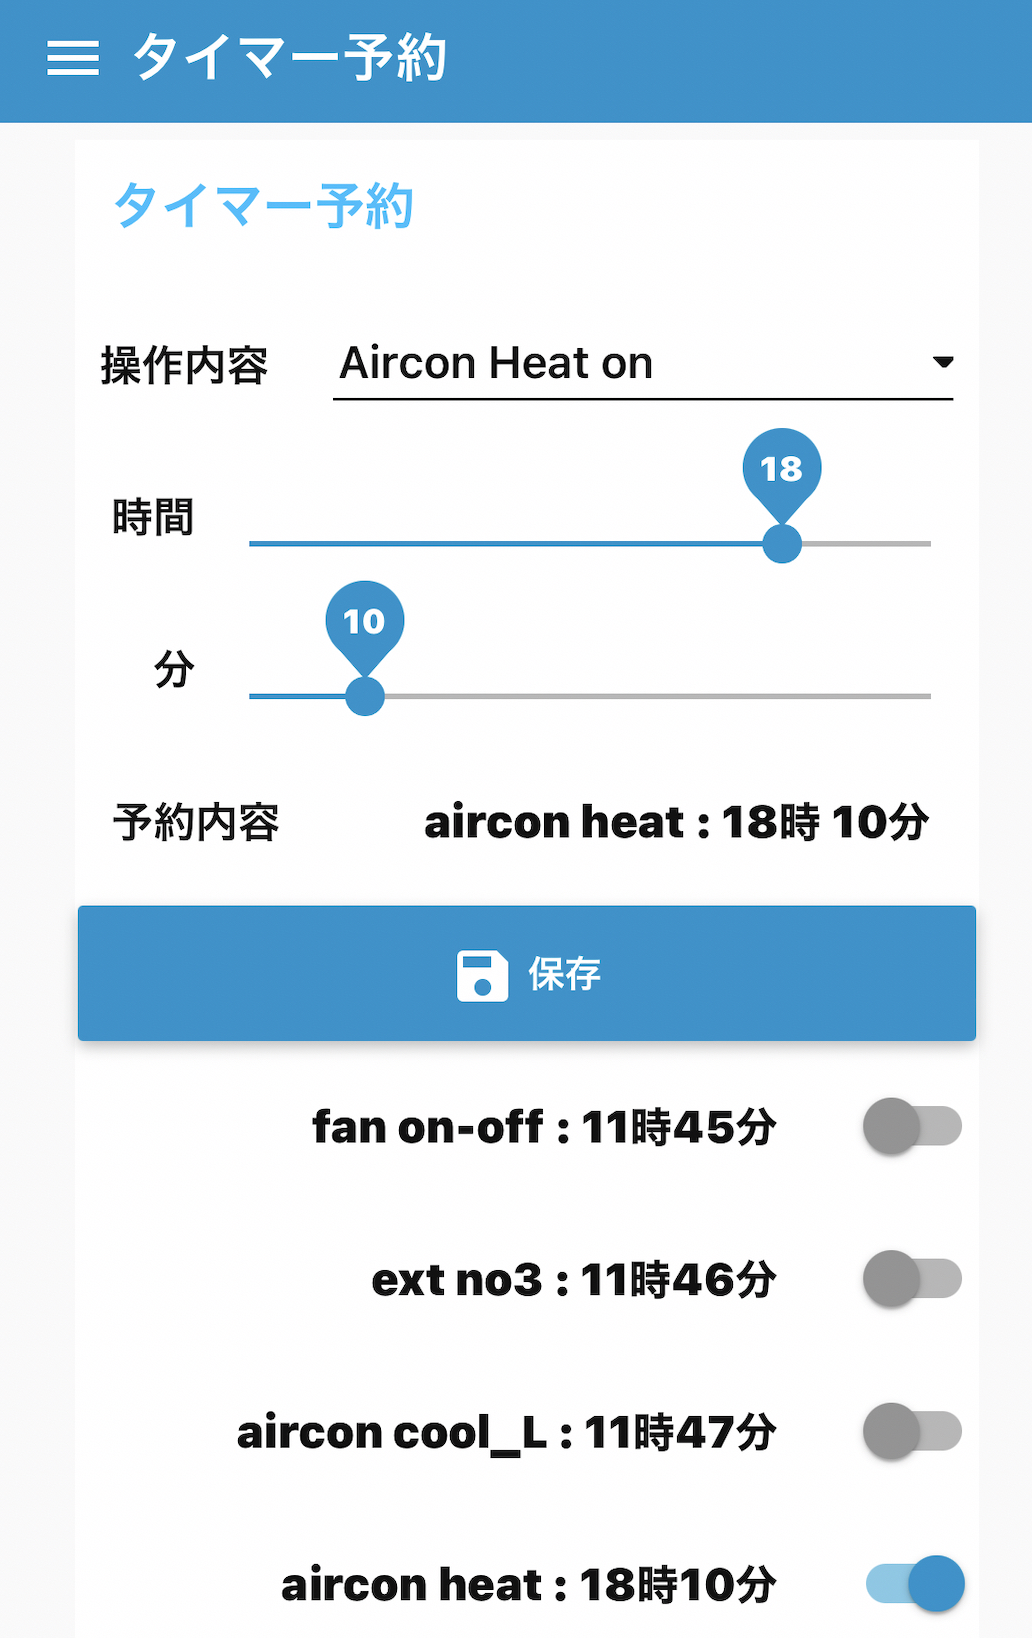 タイマー予約
タイマー予約
操作内容 Aircon Heat on
18
時間
10
分
予約内容 aircon heat : 18時 10分
保存
fan on-off : 11時45分
ext no3 : 11時46分
aircon cool_L : 11時47分
aircon heat : 18時10分